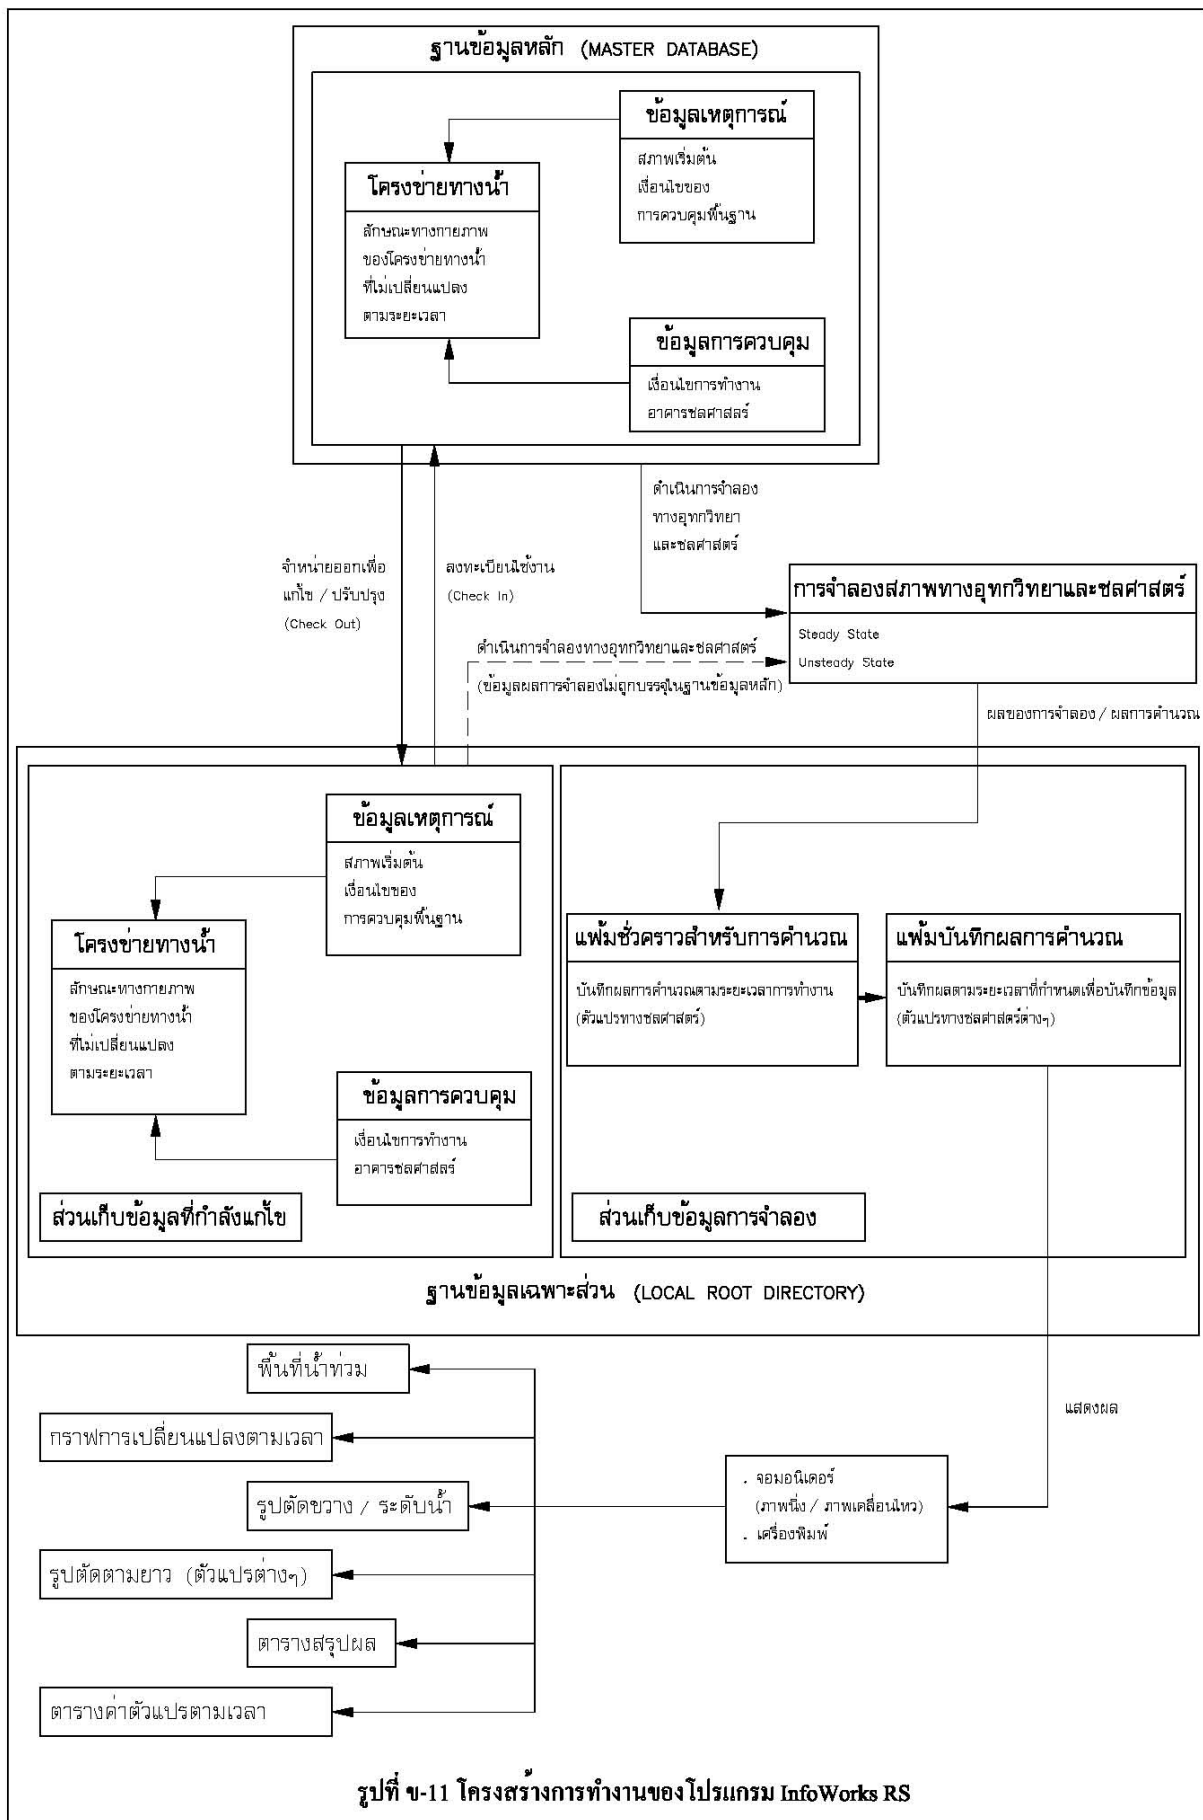 ฐานข้อมูลหลัก (MASTER DATABASE)
ข้อมูลเหตุการณ์
สภาพเริ่มต้น
เงื่อนไขของ
การควบคุมพื้นฐาน
โครงข่ายทางน้ำ
ลักษณะทางกายภาพ
ของโครงข่ายทางน้ำ
ที่ไม่เปลี่ยนแปลง
ตามระยะเวลา
ข้อมูลการควบคุม
เงื่อนไขการทำงาน
อาคารชลศาสตร์
ดำเนินการจำลอง
ทางอุทกวิทยา
และชลศาสตร์
จำหน่ายออกเพื่อ
แก้ไข / ปรับปรุง
(Check Out)
ลงทะเบียนใช้งาน
(Check In)
การจำลองสภาพทางอุทกวิทยาและชลศาสตร์
Steady State
Unsteady State
ดำเนินการจำลองทางอุทกวิทยาและชลศาสตร์
(ข้อมูลผลการจำลองไม่ถูกบรรจุในฐานข้อมูลหลัก)
ผลของการจำลอง / ผลการคำนวณ
ข้อมูลเหตุการณ์
สภาพเริ่มต้น
เงื่อนไขของ
การควบคุมพื้นฐาน
โครงข่ายทางน้ำ
ลักษณะทางกายภาพ
ของโครงข่ายทางน้ำ
ที่ไม่เปลี่ยนแปลง
ตามระยะเวลา
ข้อมูลการควบคุม
เงื่อนไขการทำงาน
อาคารชลศาสตร์
ส่วนเก็บข้อมูลที่กำลังแก้ไข
แฟ้มชั่วคราวสำหรับการคำนวณ
บันทึกผลการคำนวณตามระยะเวลาการทำงาน
(ตัวแปรทางชลศาสตร์)
แฟ้มบันทึกผลการคำนวณ
บันทึกผลตามระยะเวลาที่กำหนดเพื่อบันทึกข้อมูล
(ตัวแปรทางชลศาสตร์ต่างๆ)
ส่วนเก็บข้อมูลการจำลอง
ฐานข้อมูลเฉพาะส่วน (LOCAL ROOT DIRECTORY)
แสดงผล
. จอมอนิเตอร์
(ภาพนิ่ง / ภาพเคลื่อนไหว)
. เครื่องพิมพ์
พื้นที่น้ำท่วม
กราฟการเปลี่ยนแปลงตามเวลา
รูปตัดขวาง / ระดับน้ำ
รูปตัดตามยาว (ตัวแปรต่างๆ)
ตารางสรุปผล
ตารางค่าตัวแปรตามเวลา
รูปที่ ข-11 โครงสร้างการทำงานของโปรแกรม InfoWorks RS